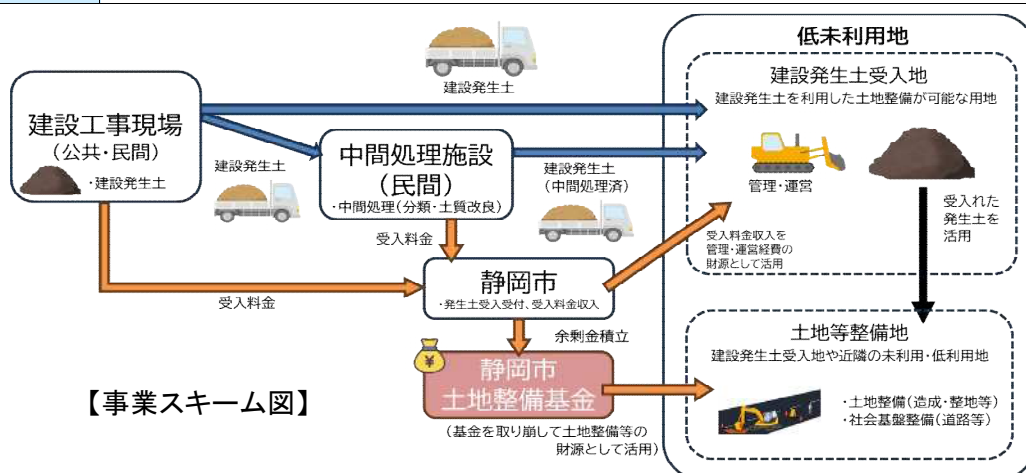 低未利用地
建設発生土
建設発生土受入地
建設発生土を利用した土地整備が可能な用地
建設工事現場
（公共・民間）
・建設発生土
建設発生土
中間処理施設
（民間）
・中間処理（分類・土質改良）
建設発生土
（中間処理済）
管理・運営
受入れた
発生土を
活用
受入料金
受入料金収入を
管理・運営経費の
財源として活用
静岡市
・発生土受入受付、受入料金収入
受入料金
余剰金積立
¥
静岡市
土地整備基金
（基金を取り崩して土地整備等の
財源として活用）
土地等整備地
建設発生土受入地や近隣の未利用・低利用地
・土地整備（造成・整地等）
・社会基盤整備（道路等）
【事業スキーム図】